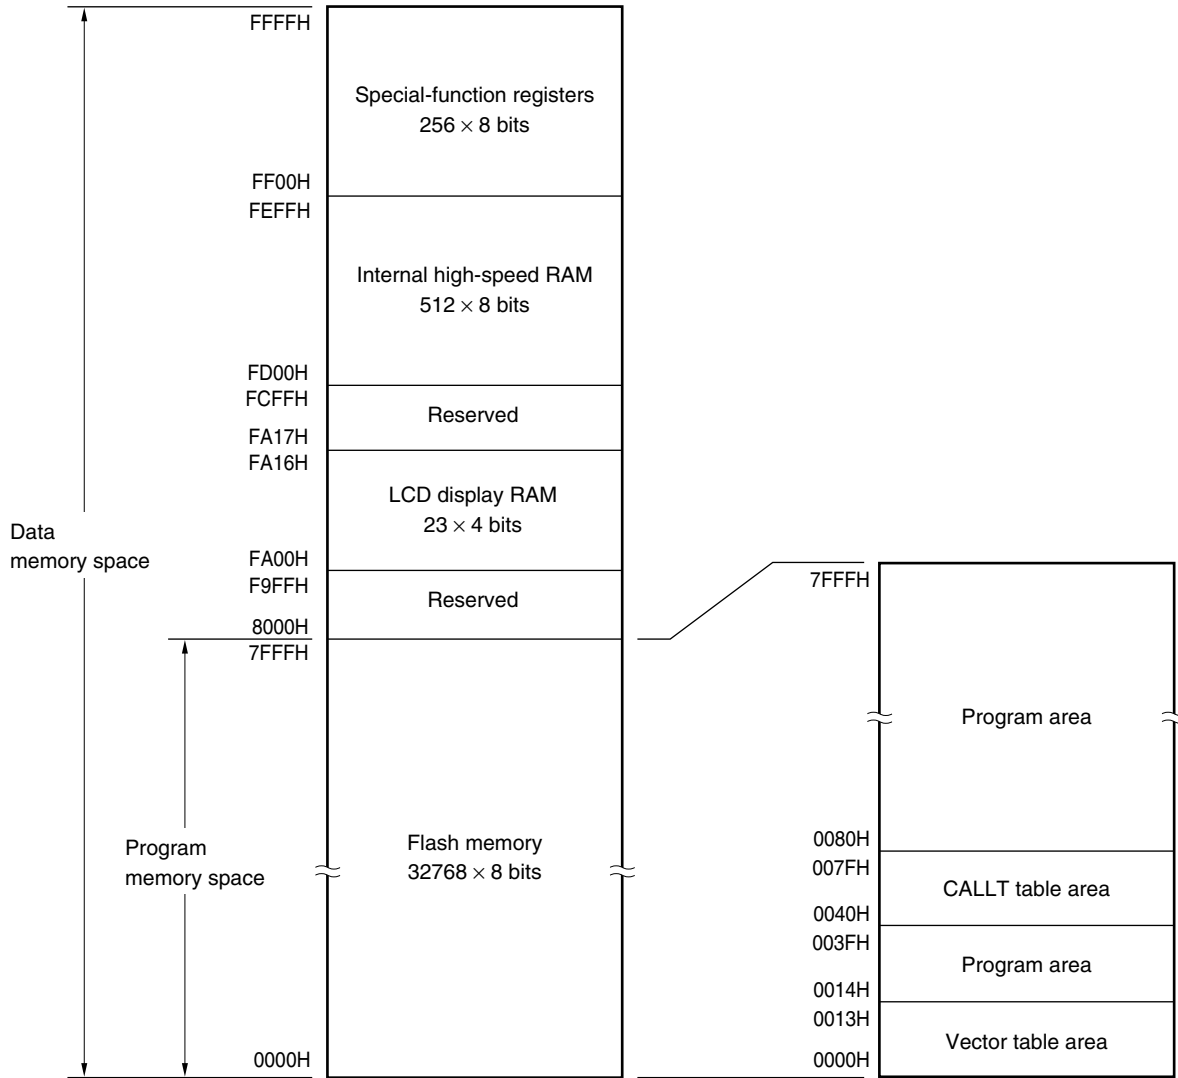 FFFFH
Special-function registers
256 × 8 bits
FF00H
FEFFH
Internal high-speed RAM
512 × 8 bits
FD00H
FCFFH
Reserved
FA17H
FA16H
LCD display RAM
23 × 4 bits
Data
memory space
FA00H
F9FFH
Reserved
8000H
7FFFH
Program
memory space
Flash memory
32768 × 8 bits
0000H
7FFFH
Program area
0080H
007FH
CALLT table area
0040H
003FH
Program area
0014H
0013H
Vector table area
0000H